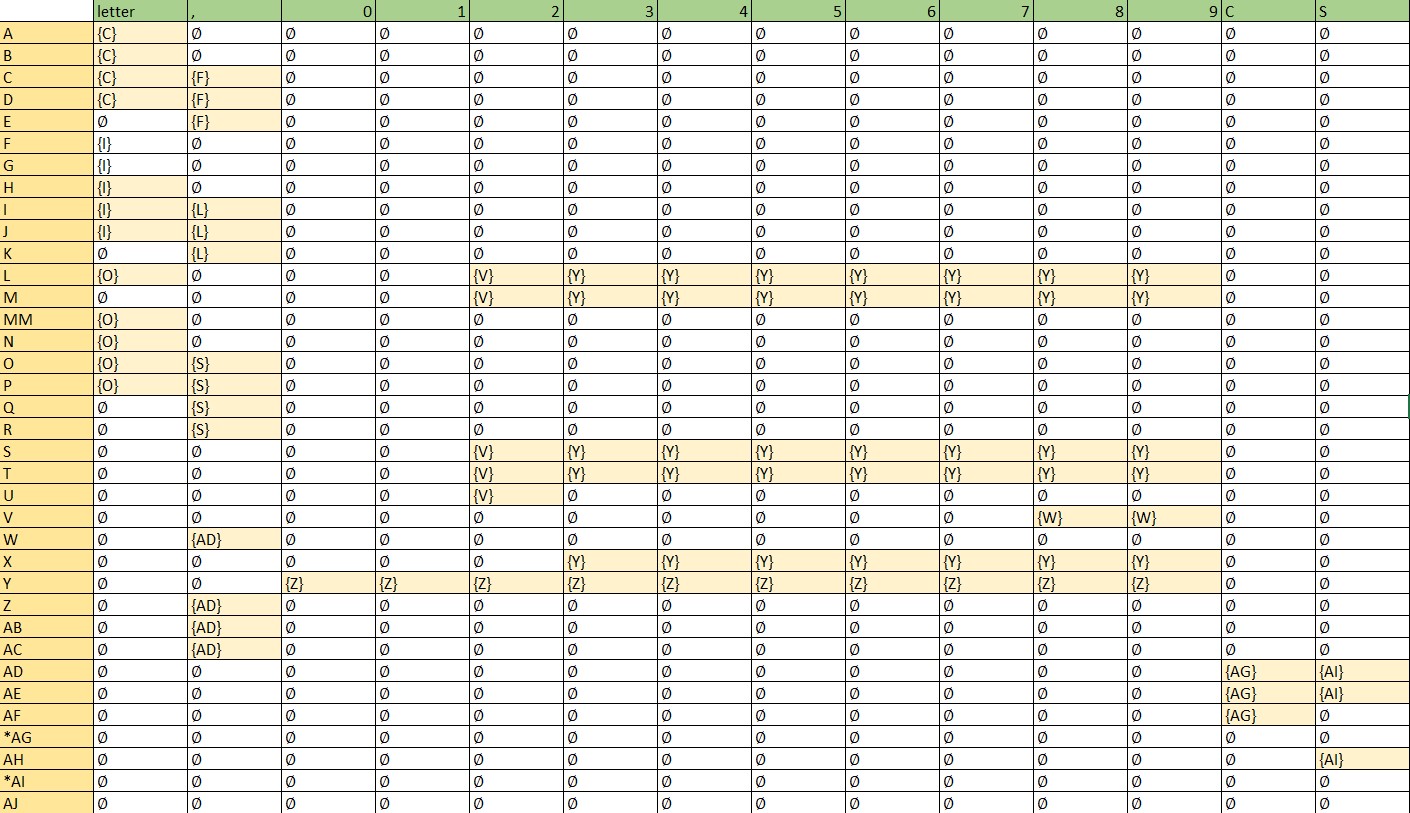 letter , 0 1 2 3 4 5 6 7 8 9 C S
A {C} Ø Ø Ø Ø Ø Ø Ø Ø Ø Ø Ø Ø Ø
B {C} Ø Ø Ø Ø Ø Ø Ø Ø Ø Ø Ø Ø Ø
C {C} {F} Ø Ø Ø Ø Ø Ø Ø Ø Ø Ø Ø Ø
D {C} {F} Ø Ø Ø Ø Ø Ø Ø Ø Ø Ø Ø Ø
E Ø {F} Ø Ø Ø Ø Ø Ø Ø Ø Ø Ø Ø Ø
F {I} Ø Ø Ø Ø Ø Ø Ø Ø Ø Ø Ø Ø Ø
G {I} Ø Ø Ø Ø Ø Ø Ø Ø Ø Ø Ø Ø Ø
H {I} Ø Ø Ø Ø Ø Ø Ø Ø Ø Ø Ø Ø Ø
I {I} {L} Ø Ø Ø Ø Ø Ø Ø Ø Ø Ø Ø Ø
J {I} {L} Ø Ø Ø Ø Ø Ø Ø Ø Ø Ø Ø Ø
K Ø {L} Ø Ø Ø Ø Ø Ø Ø Ø Ø Ø Ø Ø
L {O} Ø Ø Ø {V} {Y} {Y} {Y} {Y} {Y} {Y} {Y} Ø Ø
M Ø Ø Ø Ø {V} {Y} {Y} {Y} {Y} {Y} {Y} {Y} Ø Ø
MM {O} Ø Ø Ø Ø Ø Ø Ø Ø Ø Ø Ø Ø Ø
N {O} Ø Ø Ø Ø Ø Ø Ø Ø Ø Ø Ø Ø Ø
O {O} {S} Ø Ø Ø Ø Ø Ø Ø Ø Ø Ø Ø Ø
P {O} {S} Ø Ø Ø Ø Ø Ø Ø Ø Ø Ø Ø Ø
Q Ø {S} Ø Ø Ø Ø Ø Ø Ø Ø Ø Ø Ø Ø
R Ø {S} Ø Ø Ø Ø Ø Ø Ø Ø Ø Ø Ø Ø
S Ø Ø Ø Ø {V} {Y} {Y} {Y} {Y} {Y} {Y} {Y} Ø Ø
T Ø Ø Ø Ø {V} {Y} {Y} {Y} {Y} {Y} {Y} {Y} Ø Ø
U Ø Ø Ø Ø {V} Ø Ø Ø Ø Ø Ø Ø Ø Ø
V Ø Ø Ø Ø Ø Ø Ø Ø Ø Ø {W} {W} Ø Ø
W Ø {AD} Ø Ø Ø Ø Ø Ø Ø Ø Ø Ø Ø Ø
X Ø Ø Ø Ø Ø {Y} {Y} {Y} {Y} {Y} {Y} {Y} Ø Ø
Y Ø Ø {Z} {Z} {Z} {Z} {Z} {Z} {Z} {Z} {Z} {Z} Ø Ø
Z Ø {AD} Ø Ø Ø Ø Ø Ø Ø Ø Ø Ø Ø Ø
AB Ø {AD} Ø Ø Ø Ø Ø Ø Ø Ø Ø Ø Ø Ø
AC Ø {AD} Ø Ø Ø Ø Ø Ø Ø Ø Ø Ø Ø Ø
AD Ø Ø Ø Ø Ø Ø Ø Ø Ø Ø Ø Ø {AG} {AI}
AE Ø Ø Ø Ø Ø Ø Ø Ø Ø Ø Ø Ø {AG} {AI}
AF Ø Ø Ø Ø Ø Ø Ø Ø Ø Ø Ø Ø {AG} Ø
*AG Ø Ø Ø Ø Ø Ø Ø Ø Ø Ø Ø Ø Ø Ø
AH Ø Ø Ø Ø Ø Ø Ø Ø Ø Ø Ø Ø Ø {AI}
*AI Ø Ø Ø Ø Ø Ø Ø Ø Ø Ø Ø Ø Ø Ø
AJ Ø Ø Ø Ø Ø Ø Ø Ø Ø Ø Ø Ø Ø Ø